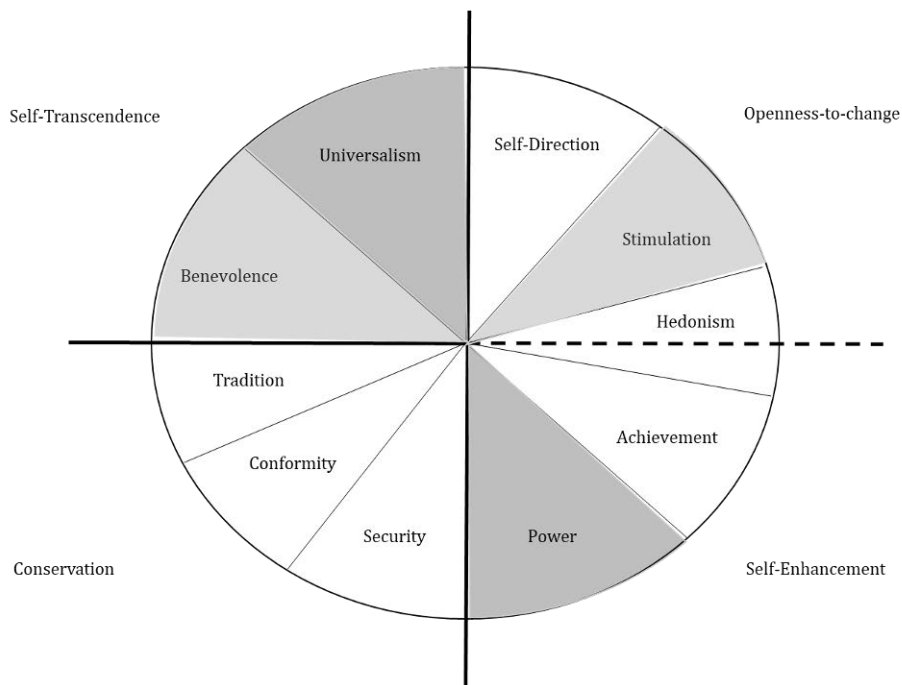 Self-Transcendence
Openness-to-change
Universalism
Self-Direction
Stimulation
Benevolence
Hedonism
Tradition
Achievement
Conformity
Security
Power
Conservation
Self-Enhancement